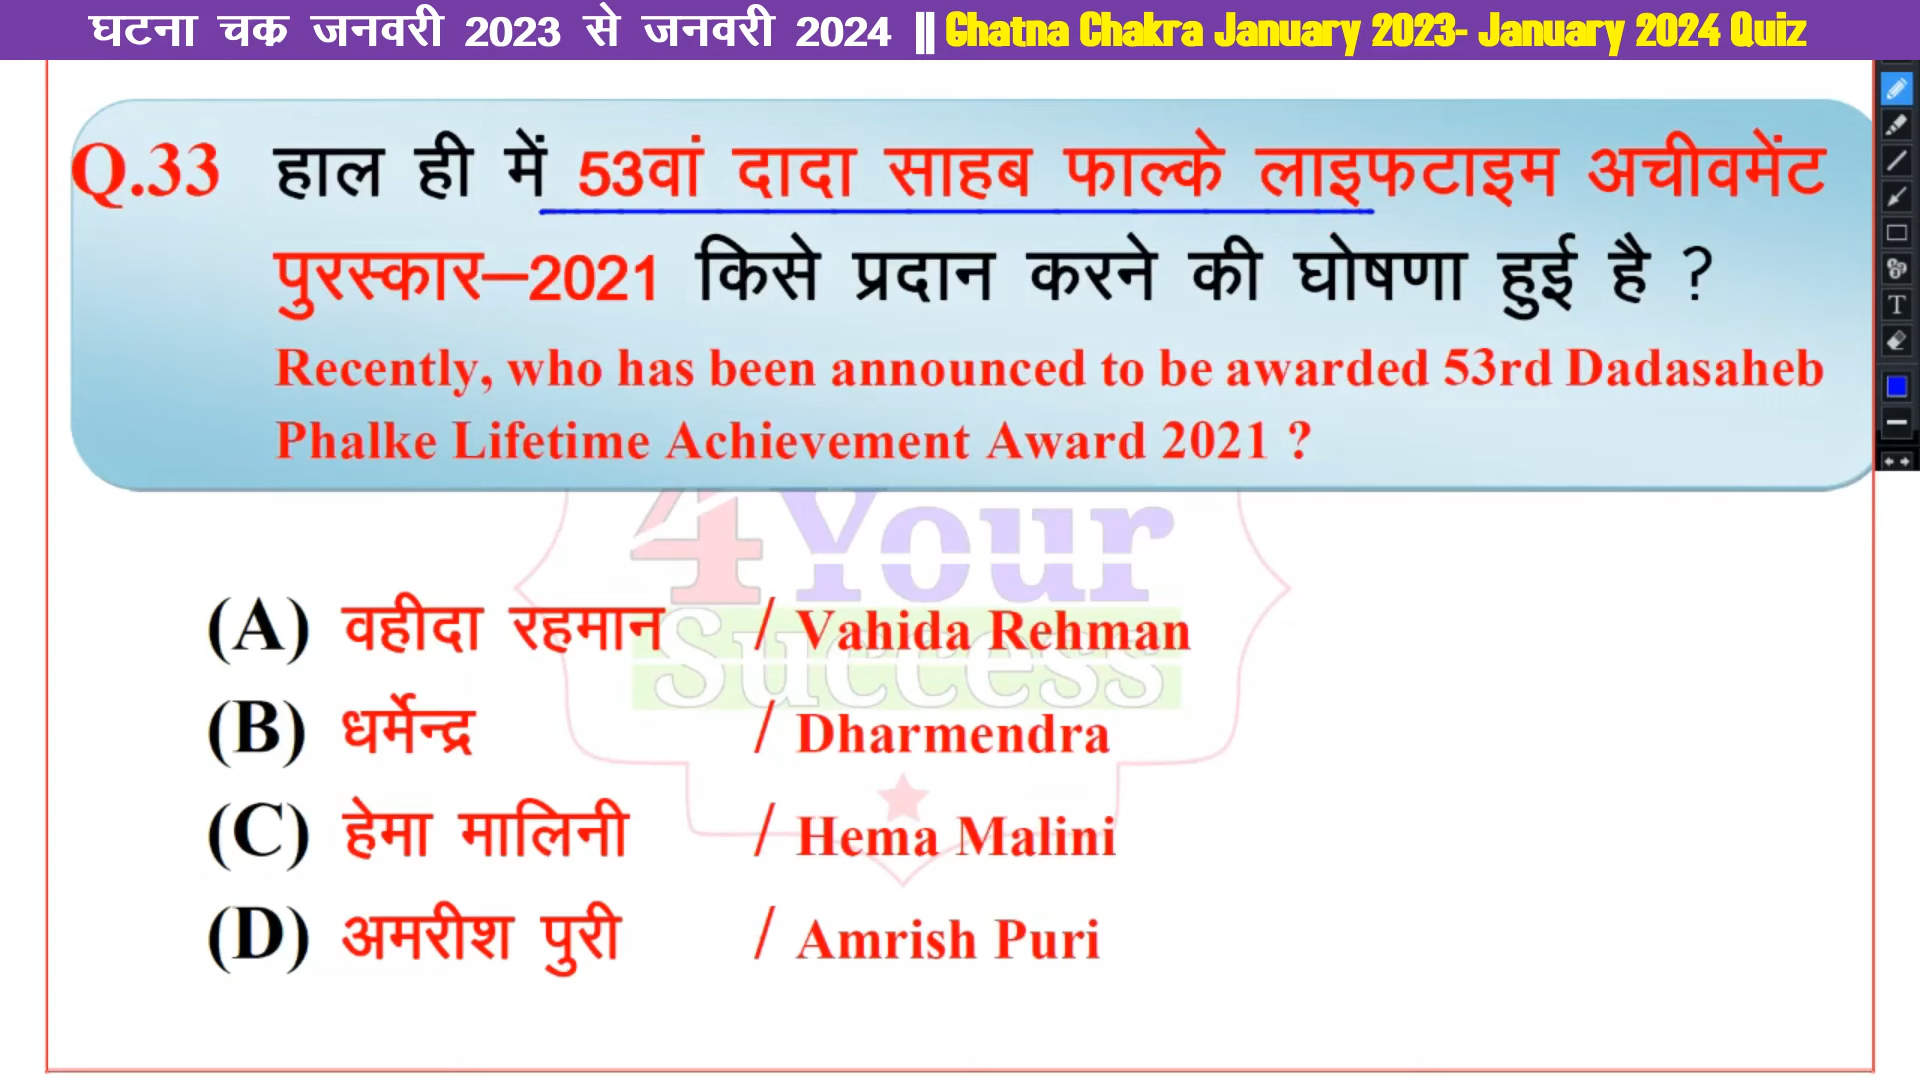 घटना चक्र जनवरी 2023 से जनवरी 2024 || Ghatna Chakra January 2023- January 2024 Quiz
Q.33 हाल ही में 53वां दादा साहब फाल्के लाइफटाइम अचीवमेंट
पुरस्कार–2021 किसे प्रदान करने की घोषणा हुई है ?
Recently, who has been announced to be awarded 53rd Dadasaheb
Phalke Lifetime Achievement Award 2021 ?
4Your
Success
(A) वहीदा रहमान / Vahida Rehman
(B) धर्मेन्द्र / Dharmendra
(C) हेमा मालिनी / Hema Malini
(D) अमरीश पुरी / Amrish Puri
T